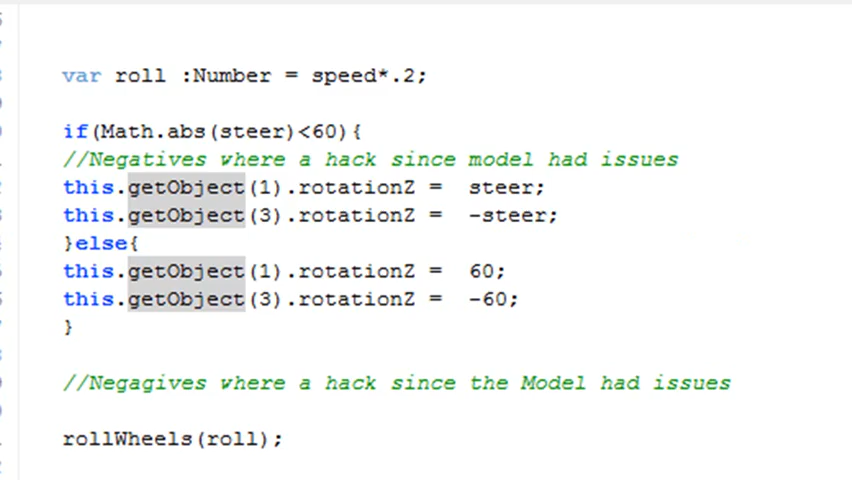 var roll :Number = speed*.2;
if(Math.abs(steer)<60){
//Negatives where a hack since model had issues
this.getObject(1).rotationZ =  steer;
this.getObject(3).rotationZ =  -steer;
}else{
this.getObject(1).rotationZ =  60;
this.getObject(3).rotationZ =  -60;
}
//Negagives where a hack since the Model had issues
rollWheels(roll);